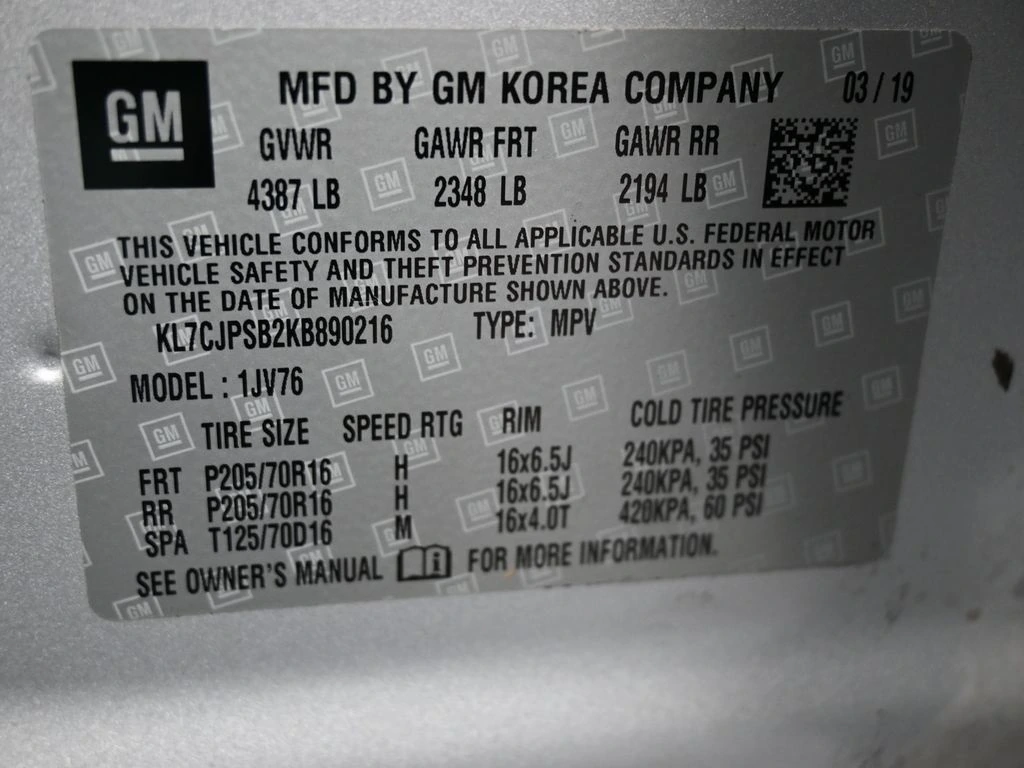 GM
MFD BY GM KOREA COMPANY 03/19
GVWR GAWR FRT GAWR RR
4387 LB 2348 LB 2194 LB
THIS VEHICLE CONFORMS TO ALL APPLICABLE U.S. FEDERAL MOTOR
VEHICLE SAFETY AND THEFT PREVENTION STANDARDS IN EFFECT
ON THE DATE OF MANUFACTURE SHOWN ABOVE.
KL7CJPSB2KB890216 TYPE: MPV
MODEL : 1JV76
TIRE SIZE SPEED RTG RIM COLD TIRE PRESSURE
FRT P205/70R16 H 16x6.5J 240KPA, 35 PSI
RR P205/70R16 H 16x6.5J 240KPA, 35 PSI
SPA T125/70D16 M 16x4.0T 420KPA, 60 PSI
SEE OWNER'S MANUAL i FOR MORE INFORMATION.